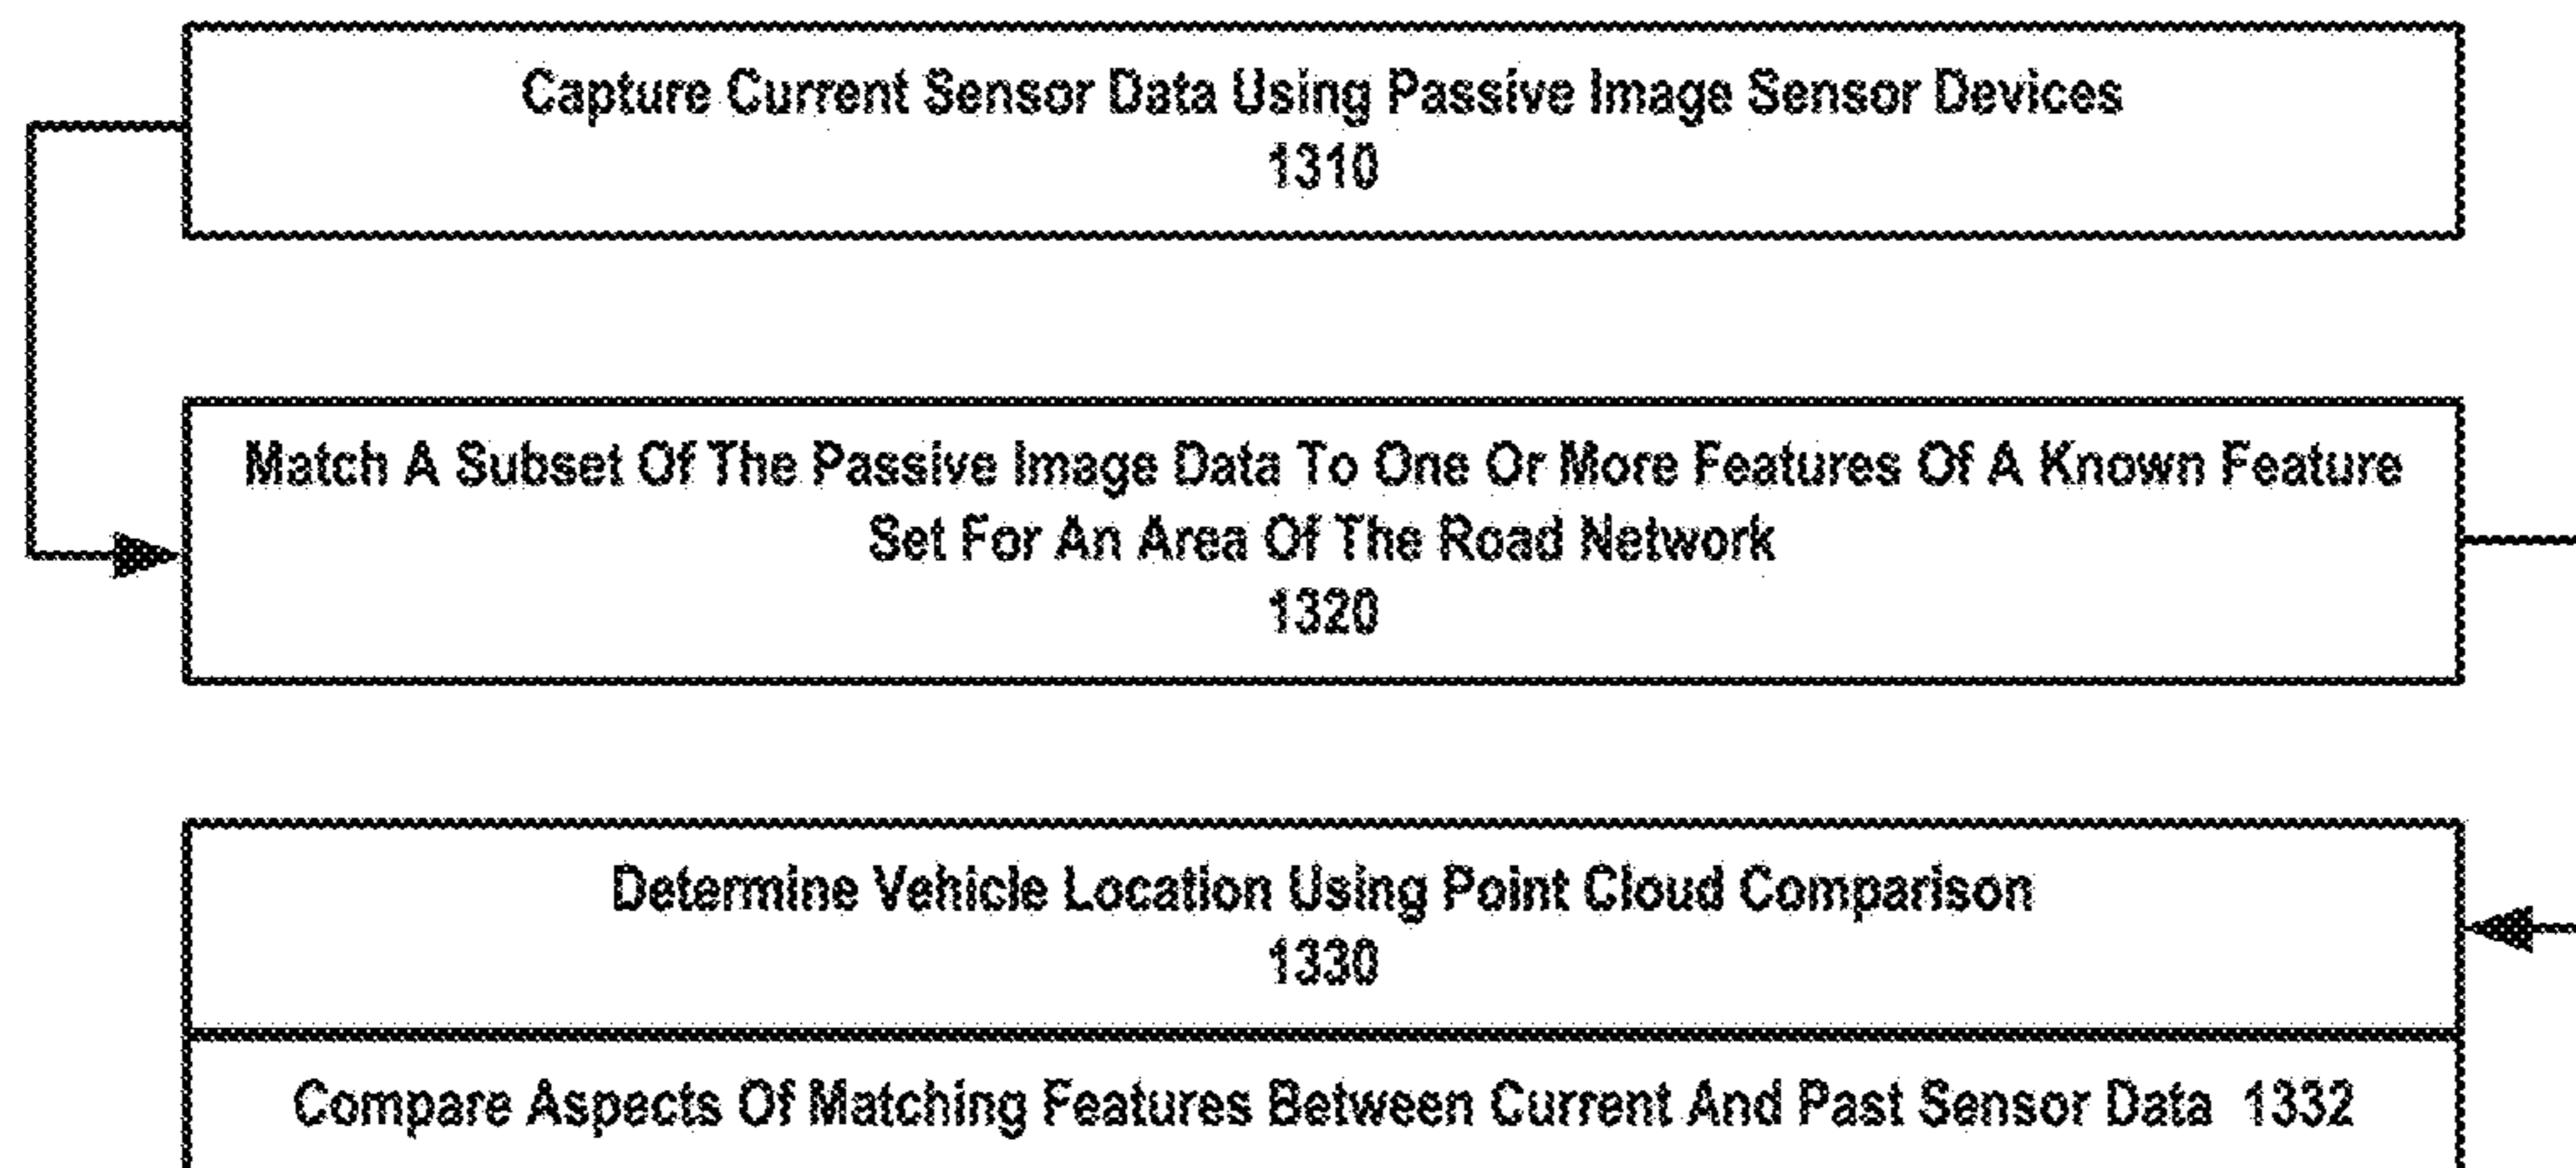 Capture Current Sensor Data Using Passive Image Sensor Devices
1310
Match A Subset Of The Passive Image Data To One Or More Features Of A Known Feature
Set For An Area Of The Road Network
1320
Determine Vehicle Location Using Point Cloud Comparison
1330
Compare Aspects Of Matching Features Between Current And Past Sensor Data 1332